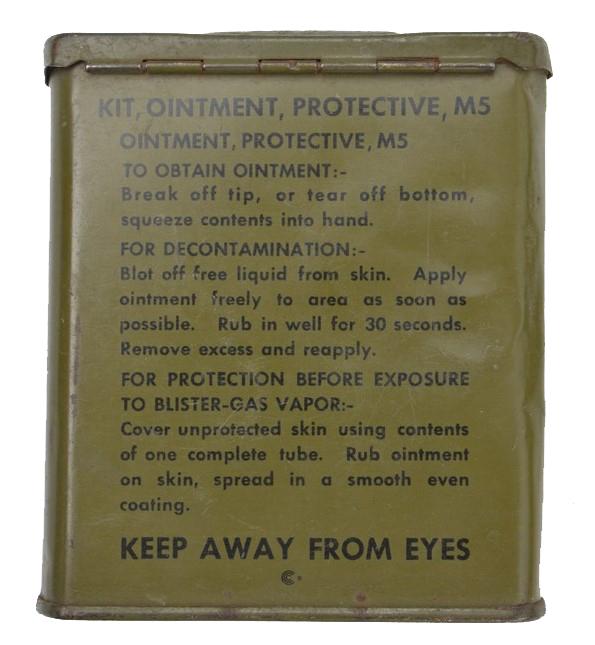 KIT, OINTMENT, PROTECTIVE, M5
OINTMENT, PROTECTIVE, M5
TO OBTAIN OINTMENT:-
Break off tip, or tear off bottom,
squeeze contents into hand.
FOR DECONTAMINATION:-
Blot off free liquid from skin. Apply
ointment freely to area as soon as
possible. Rub in well for 30 seconds.
Remove excess and reapply.
FOR PROTECTION BEFORE EXPOSURE
TO BLISTER-GAS VAPOR:-
Cover unprotected skin using contents
of one complete tube. Rub ointment
on skin, spread in a smooth even
coating.
KEEP AWAY FROM EYES